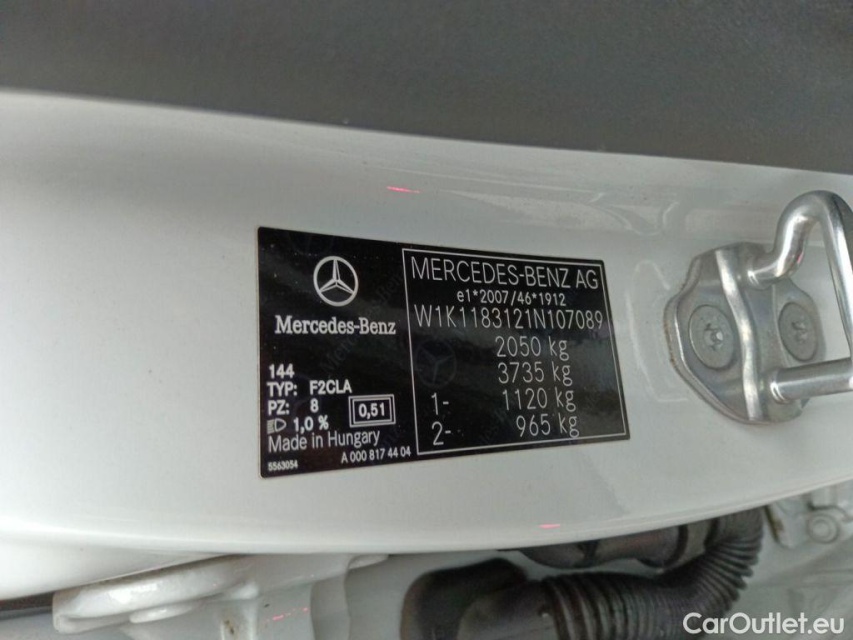 Mercedes-Benz
144
TYP: F2CLA
PZ: 8
1,0 %
0,51
Made in Hungary
5563054
A 000 817 44 04
MERCEDES-BENZ AG
e1*2007/46*1912
W1K1183121N107089
2050 kg
3735 kg
1- 1120 kg
2- 965 kg
CarOutlet.eu